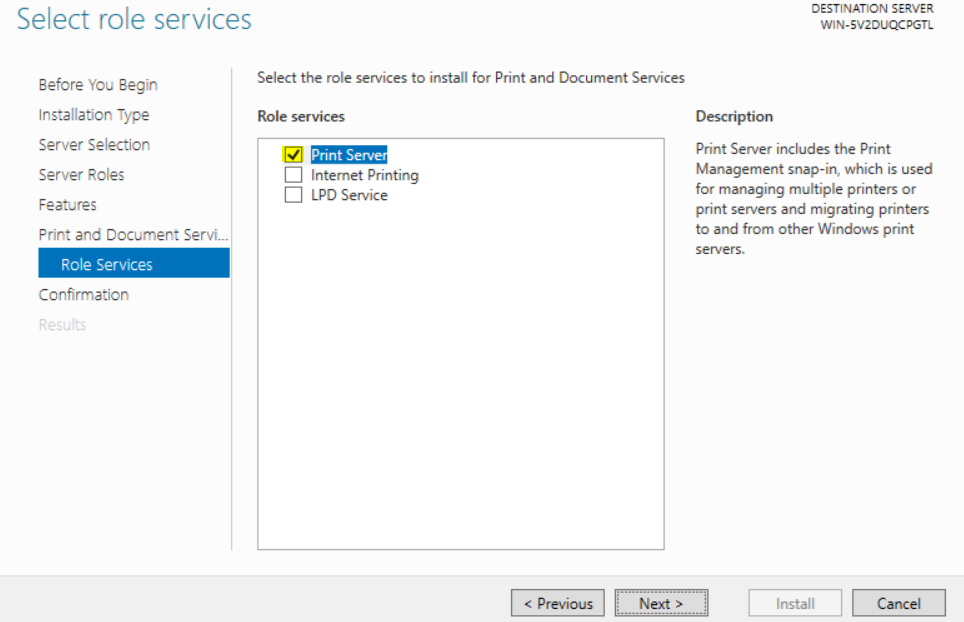 Select role services
DESTINATION SERVER
WIN-5V2DUQCPGTL
Before You Begin
Installation Type
Server Selection
Server Roles
Features
Print and Document Servi...
Role Services
Confirmation
Results
Select the role services to install for Print and Document Services
Role services
Print Server
Internet Printing
LPD Service
Description
Print Server includes the Print
Management snap-in, which is used
for managing multiple printers or
print servers and migrating printers
to and from other Windows print
servers.
< Previous
Next >
Install
Cancel